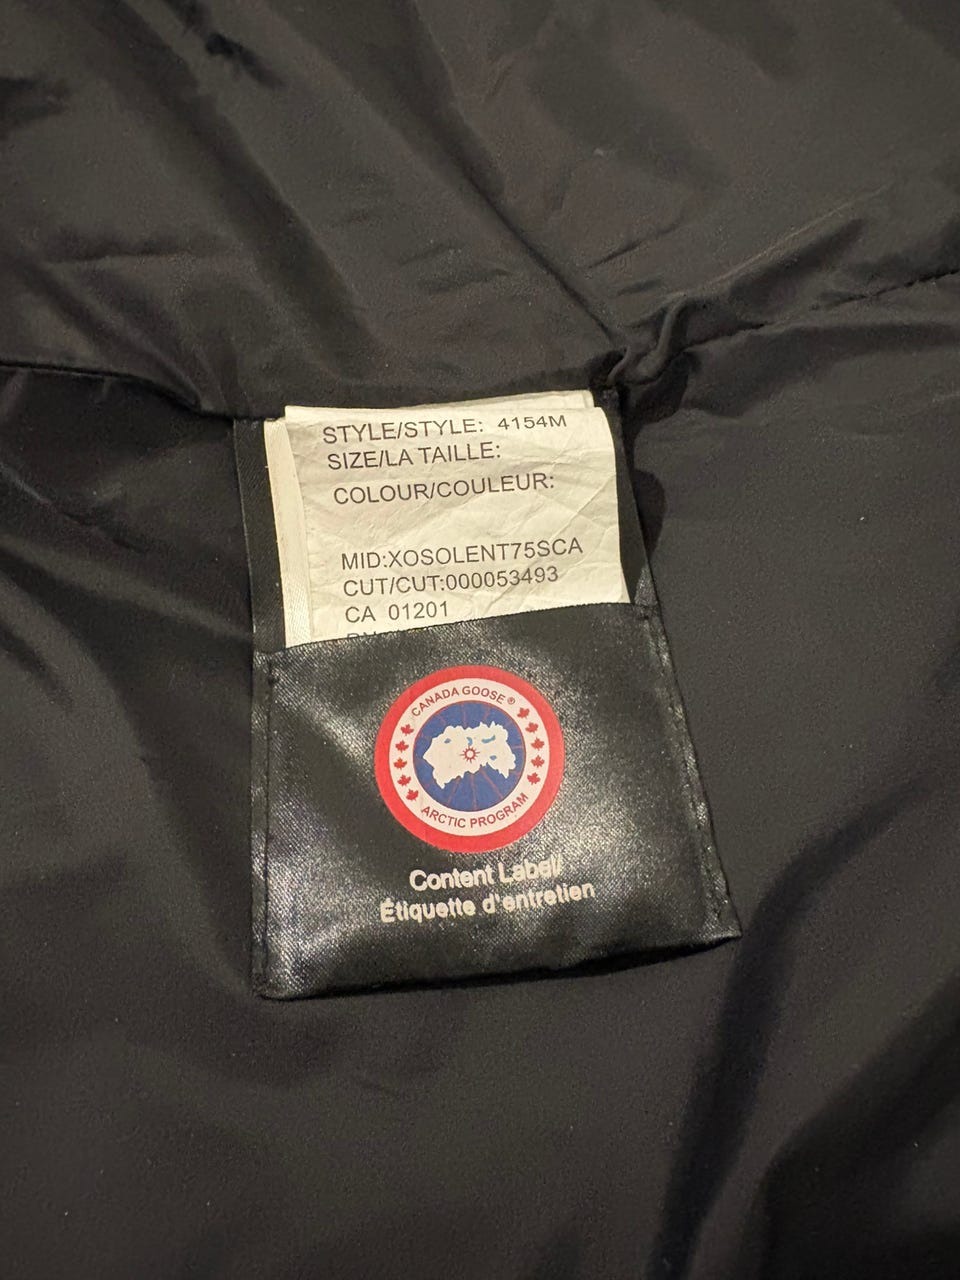 STYLE/STYLE: 4154M
SIZE/LA TAILLE:
COLOUR/COULEUR:
MID:XOSOLENT75SCA
CUT/CUT:000053493
CA 01201
CANADA GOOSE®
ARCTIC PROGRAM
Content Label/
Étiquette d'entretien